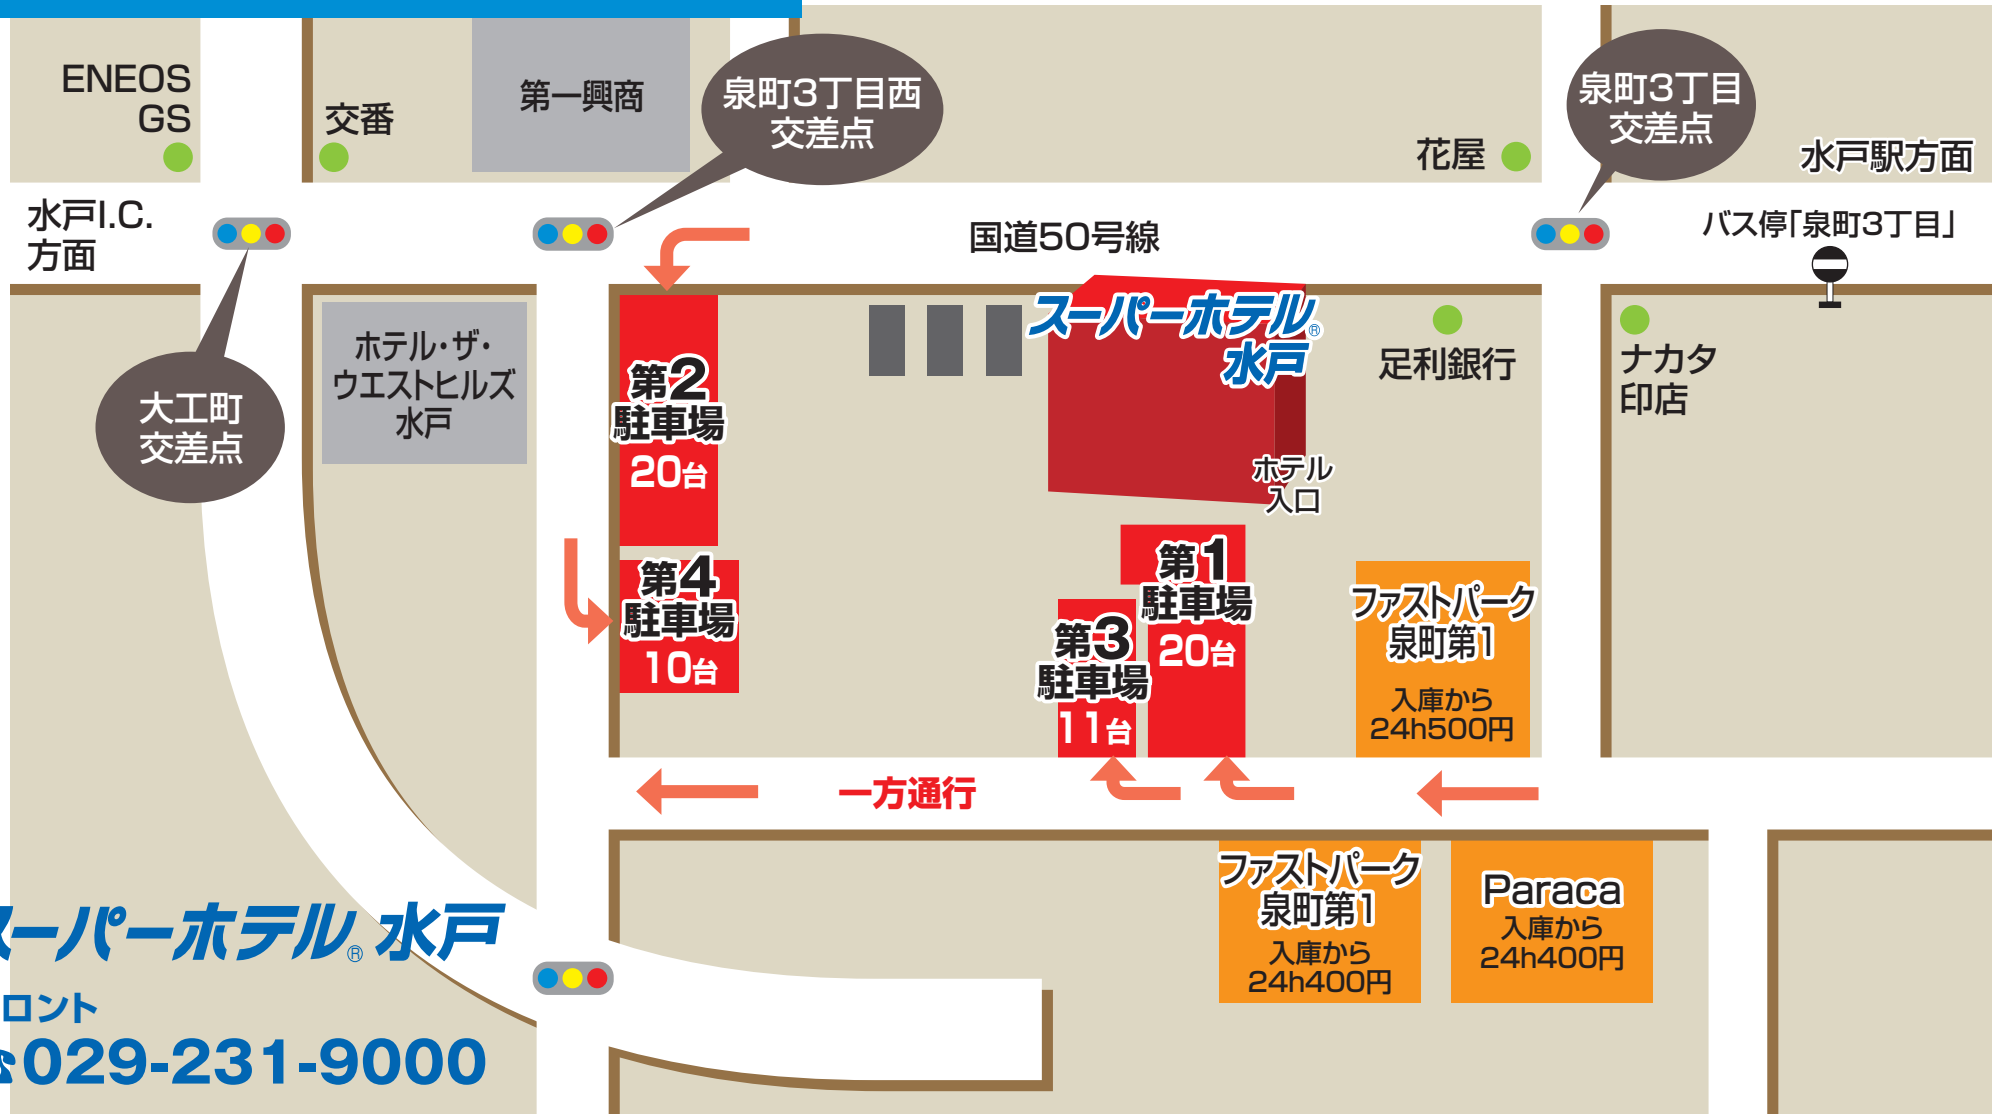 ENEOS
GS
交番
第一興商
泉町3丁目西
交差点
花屋
泉町3丁目
交差点
水戸駅方面
水戸I.C.
方面
国道50号線
バス停「泉町3丁目」
大工町
交差点
ホテル・ザ・
ウエストヒルズ
水戸
第2
駐車場
20台
スーパーホテル®
水戸
ホテル
入口
足利銀行
ナカタ
印店
第4
駐車場
10台
第1
駐車場
20台
第3
駐車場
11台
ファストパーク
泉町第1
入庫から
24h500円
一方通行
ファストパーク
泉町第1
入庫から
24h400円
Paraca
入庫から
24h400円
スーパーホテル® 水戸
ロント
029-231-9000